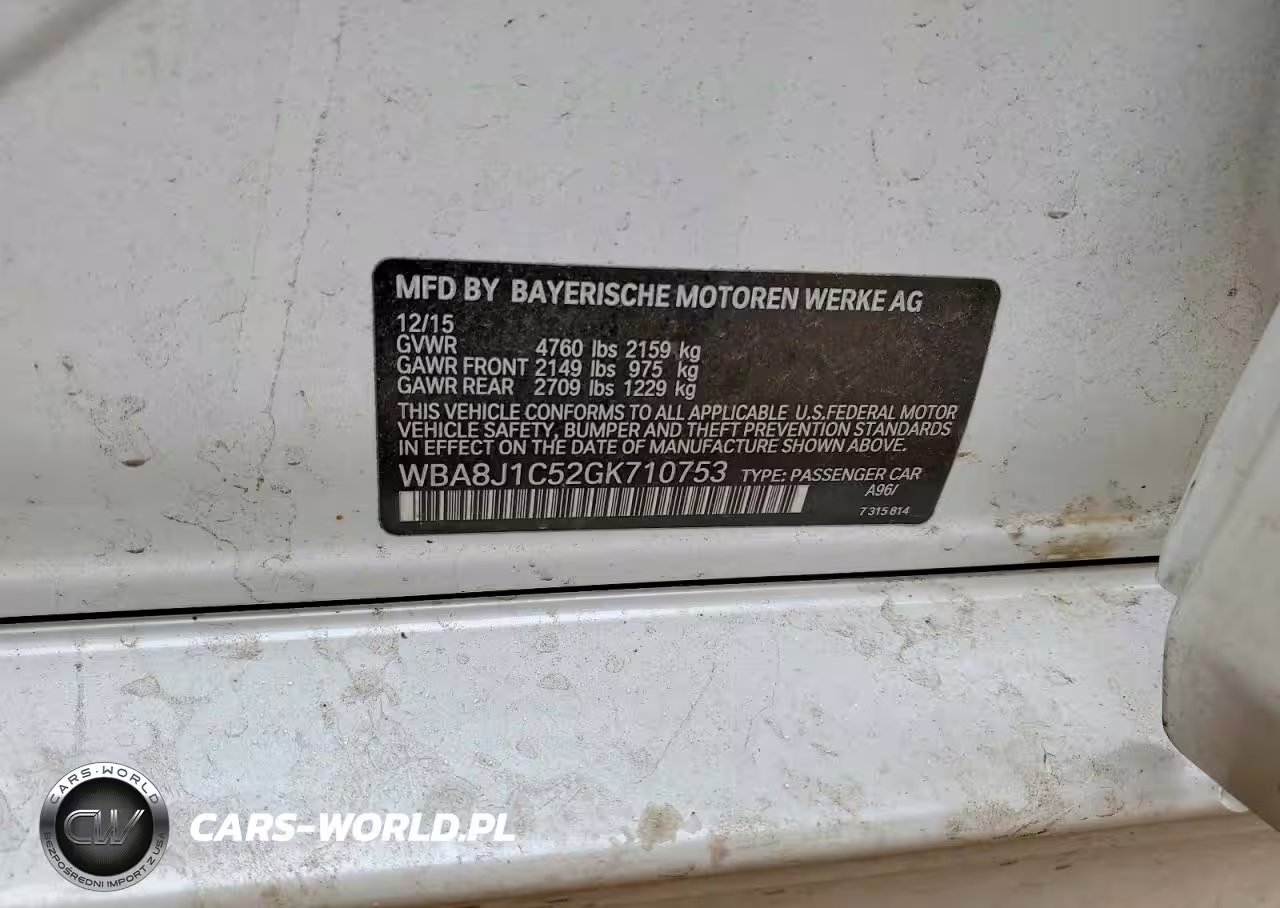 MFD BY BAYERISCHE MOTOREN WERKE AG
12/15
GVWR 4760 lbs 2159 kg
GAWR FRONT 2149 lbs 975 kg
GAWR REAR 2709 lbs 1229 kg
THIS VEHICLE CONFORMS TO ALL APPLICABLE U.S.FEDERAL MOTOR
VEHICLE SAFETY, BUMPER AND THEFT PREVENTION STANDARDS
IN EFFECT ON THE DATE OF MANUFACTURE SHOWN ABOVE.
WBA8J1C52GK710753 TYPE: PASSENGER CAR
A96/
7 315 814
CARS-WORLD
CW
BEZPOŚREDNI IMPORT Z USA
CARS-WORLD.PL